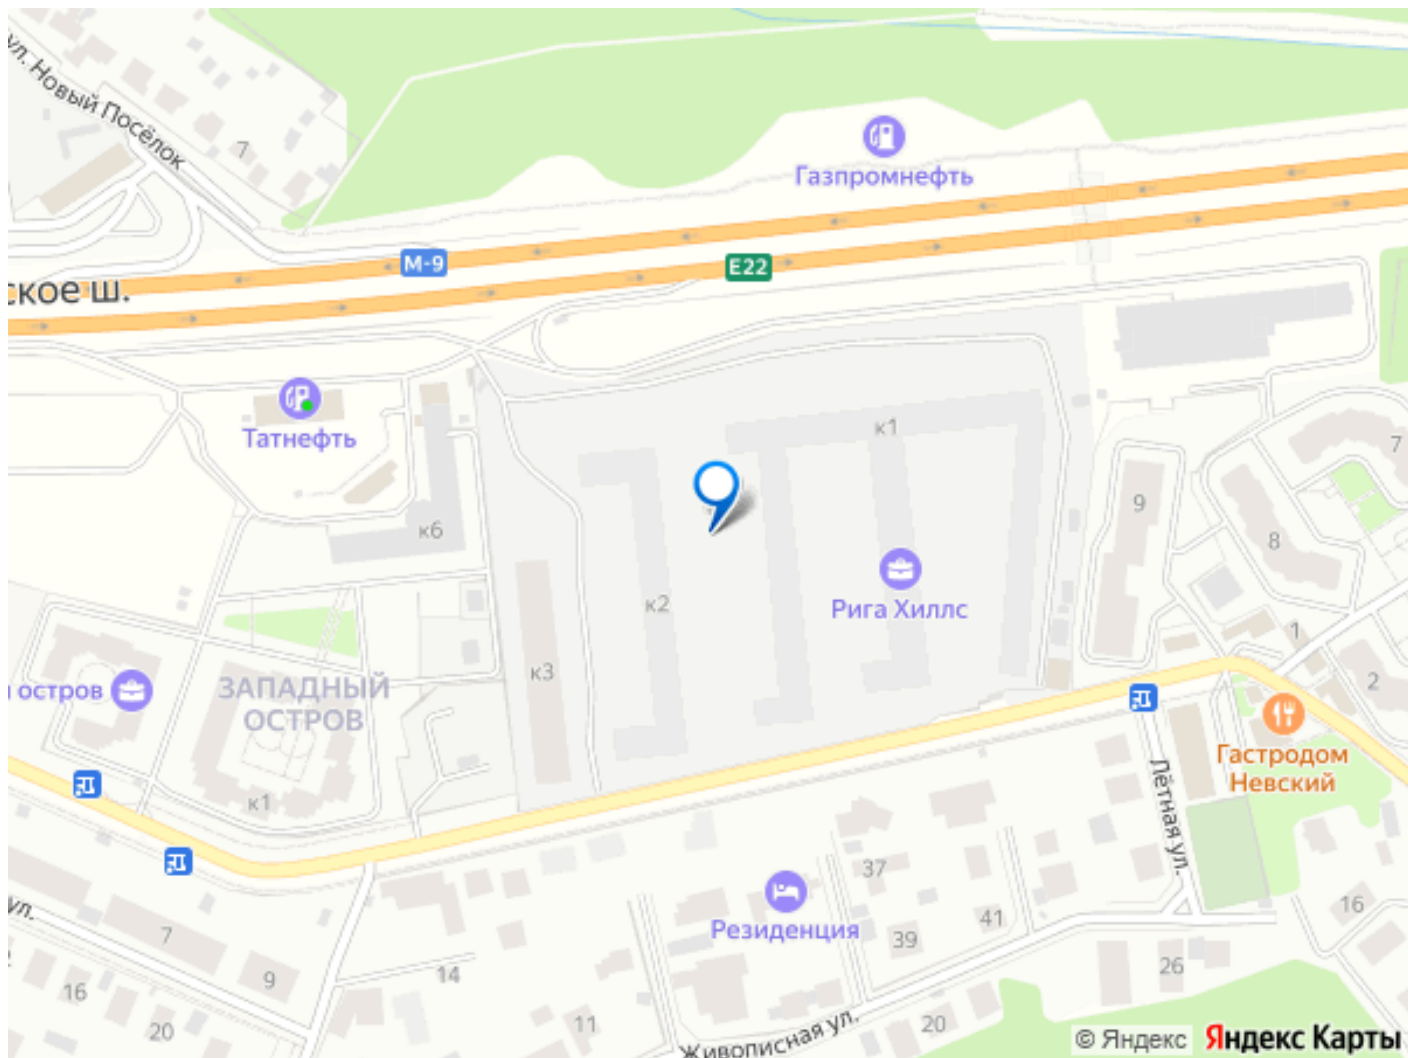 ул. Новый Посёлок
7
Газпромнефть
М-9
E22
ское ш.
Татнефть
к1
7
9
8
к6
Рига Хиллс
к2
к3
1
2
остров
ЗАПАДНЫЙ
ОСТРОВ
к1
Гастродом
Невский
Лётная ул.
37
Резиденция
41
39
16
ул.
7
9
14
26
16
20
11
20
Живописная ул.
© Яндекс Яндекс Карты